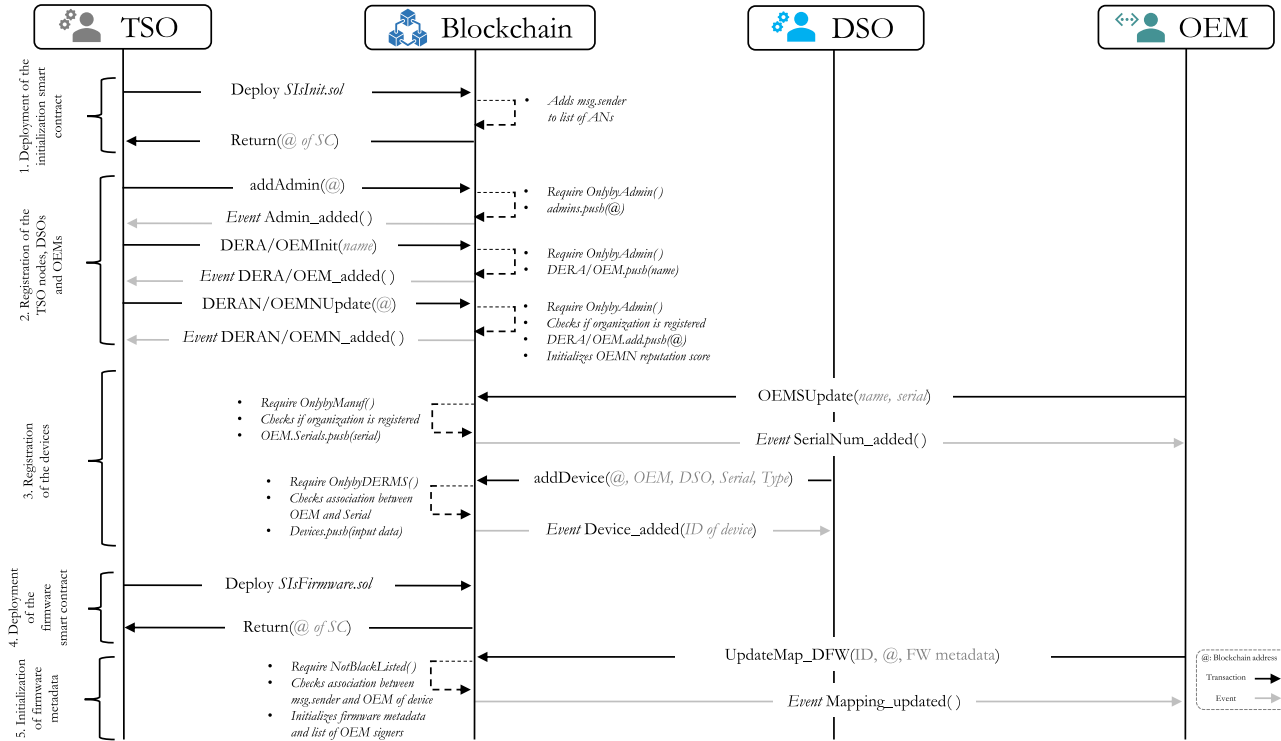 TSO
Blockchain
DSO
OEM
1. Deployment of the
initialization smart
contract
Deploy SIsInit.sol
• Adds msg.sender
to list of ANs
Return(@ of SC)
2. Registration of the
TSO nodes, DSOs
and OEMs
addAdmin(@)
• Require OnlybyAdmin( )
• admins.push(@)
Event Admin_added( )
DERA/OEMInit(name)
• Require OnlybyAdmin( )
• DERA/OEM.push(name)
Event DERA/OEM_added( )
DERAN/OEMNUpdate(@)
• Require OnlybyAdmin( )
• Checks if organization is registered
• DERA/OEM.add.push(@)
• Initializes OEMN reputation score
Event DERAN/OEMN_added( )
3. Registration
of the devices
OEMSUpdate(name, serial)
• Require OnlybyManuf( )
• Checks if organization is registered
• OEM.Serials.push(serial)
Event SerialNum_added( )
addDevice(@, OEM, DSO, Serial, Type)
• Require OnlybyDERMS( )
• Checks association between
OEM and Serial
• Devices.push(input data)
Event Device_added(ID of device)
4. Deployment
of the
firmware
smart contract
Deploy SIsFirmware.sol
Return(@ of SC)
5. Initialization
of firmware
metadata
UpdateMap_DFW(ID, @, FW metadata)
• Require NotBlackListed( )
• Checks association between
msg.sender and OEM of device
• Initializes firmware metadata
and list of OEM signers
Event Mapping_updated( )
@: Blockchain address
Transaction
Event